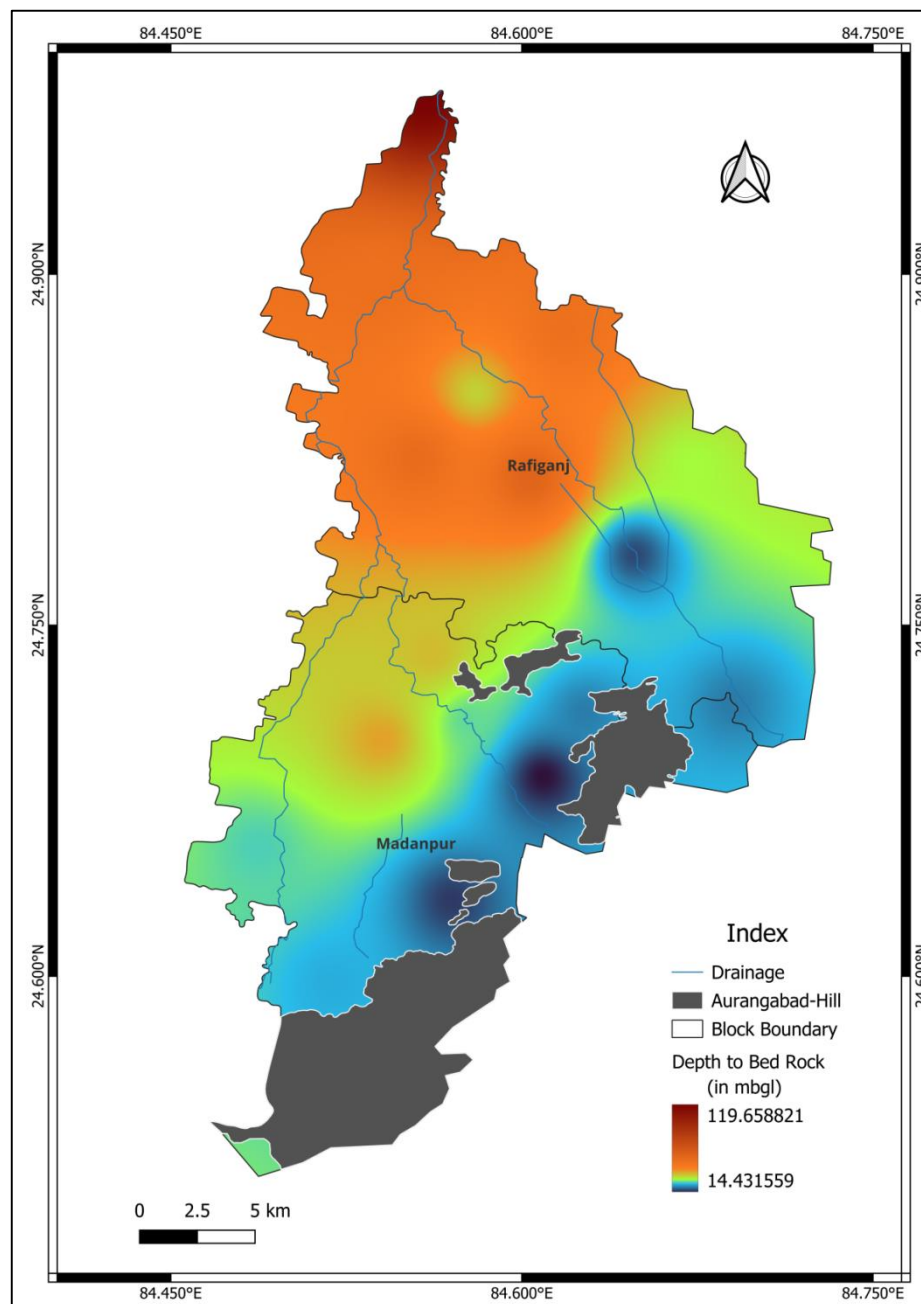 84.450°E 84.600°E 84.750°E
24.900°N
24.900°N
Rafiganj
24.750°N
24.750°N
Madanpur
24.600°N
24.600°N
Index
Drainage
Aurangabad-Hill
Block Boundary
Depth to Bed Rock
(in mbgl)
119.658821
14.431559
0 2.5 5 km
84.450°E 84.600°E 84.750°E